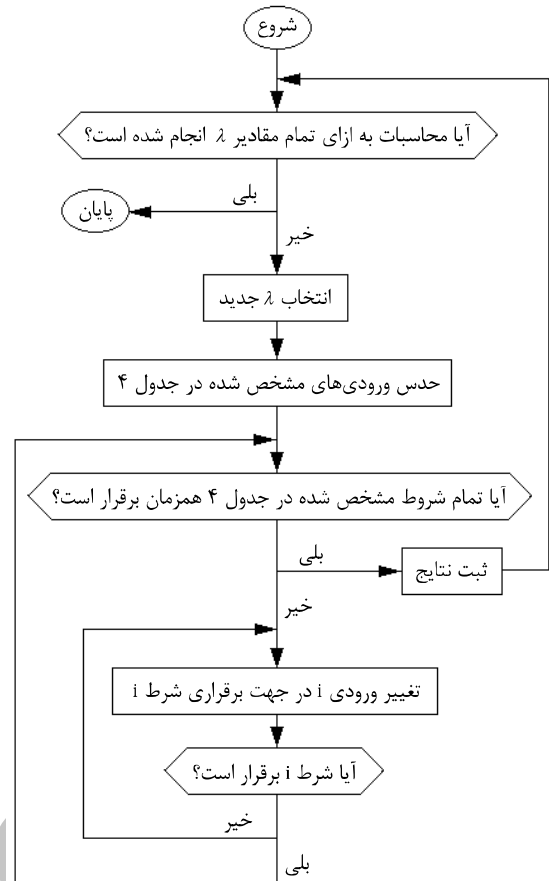 شروع
آیا محاسبات به ازای تمام مقادیر λ انجام شده است؟
بلی
پایان
خیر
انتخاب λ جدید
حدس ورودی‌های مشخص شده در جدول ۴
آیا تمام شروط مشخص شده در جدول ۴ همزمان برقرار است؟
بلی
ثبت نتایج
خیر
تغییر ورودی i در جهت برقراری شرط i
آیا شرط i برقرار است؟
خیر
بلی